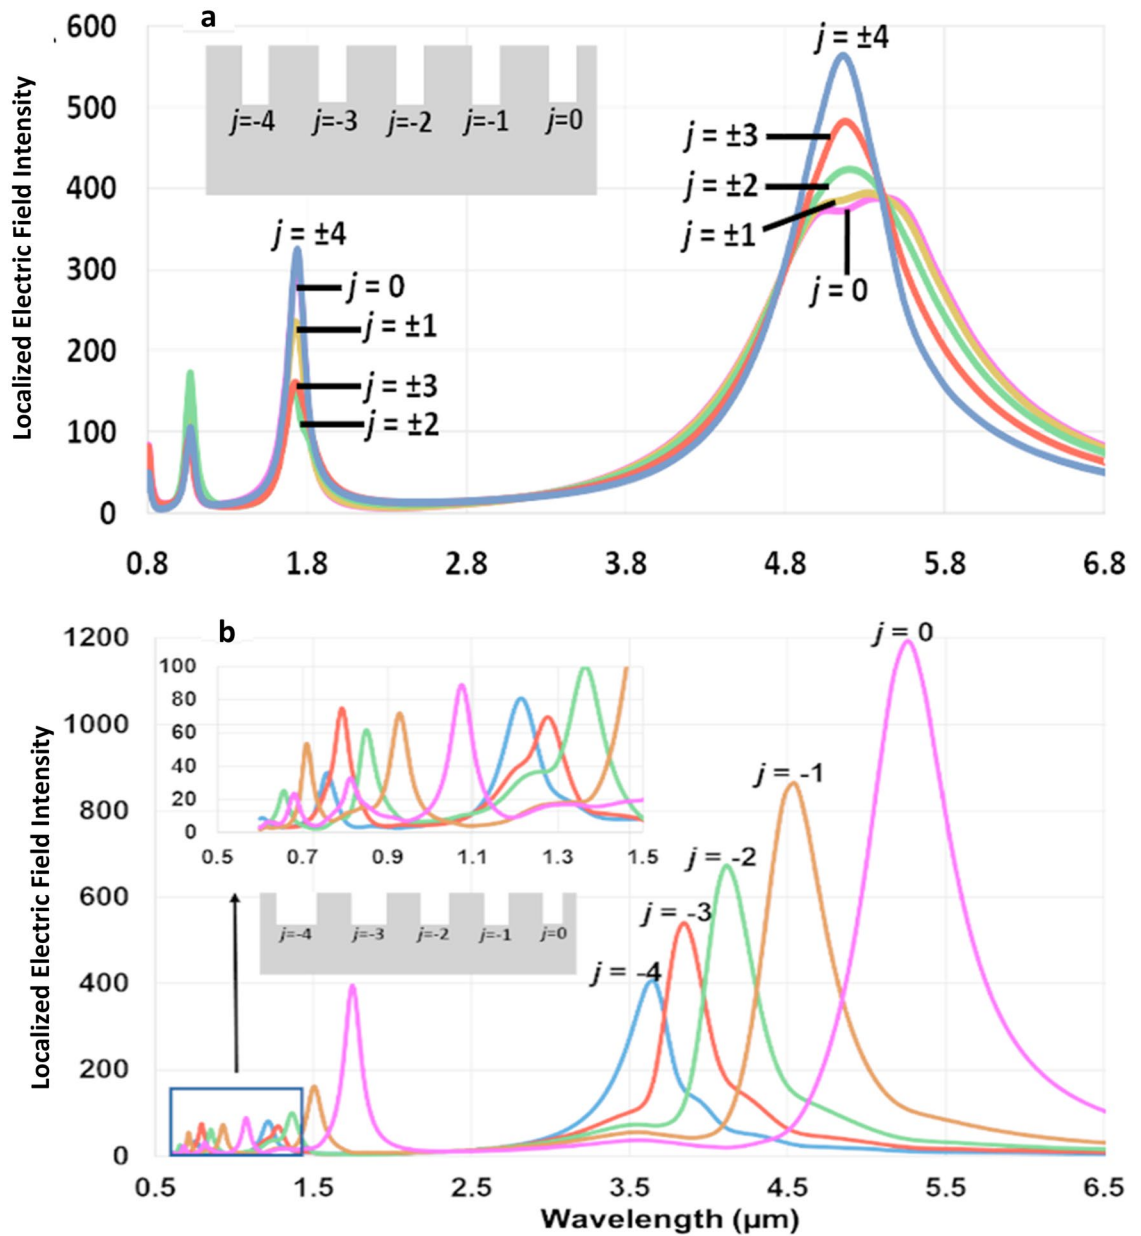 a
600
500
400
300
200
100
0
Localized Electric Field Intensity
j=-4 j=-3 j=-2 j=-1 j=0
j = ±4
j = 0
j = ±1
j = ±3
j = ±2
j = ±4
j = ±3
j = ±2
j = ±1
j = 0
0.8 1.8 2.8 3.8 4.8 5.8 6.8
b
1200
1000
800
600
400
200
0
Localized Electric Field Intensity
100
80
60
40
20
0
0.5 0.7 0.9 1.1 1.3 1.5
j=-4 j=-3 j=-2 j=-1 j=0
j = 0
j = -1
j = -2
j = -3
j = -4
0.5 1.5 2.5 3.5 4.5 5.5 6.5
Wavelength (μm)